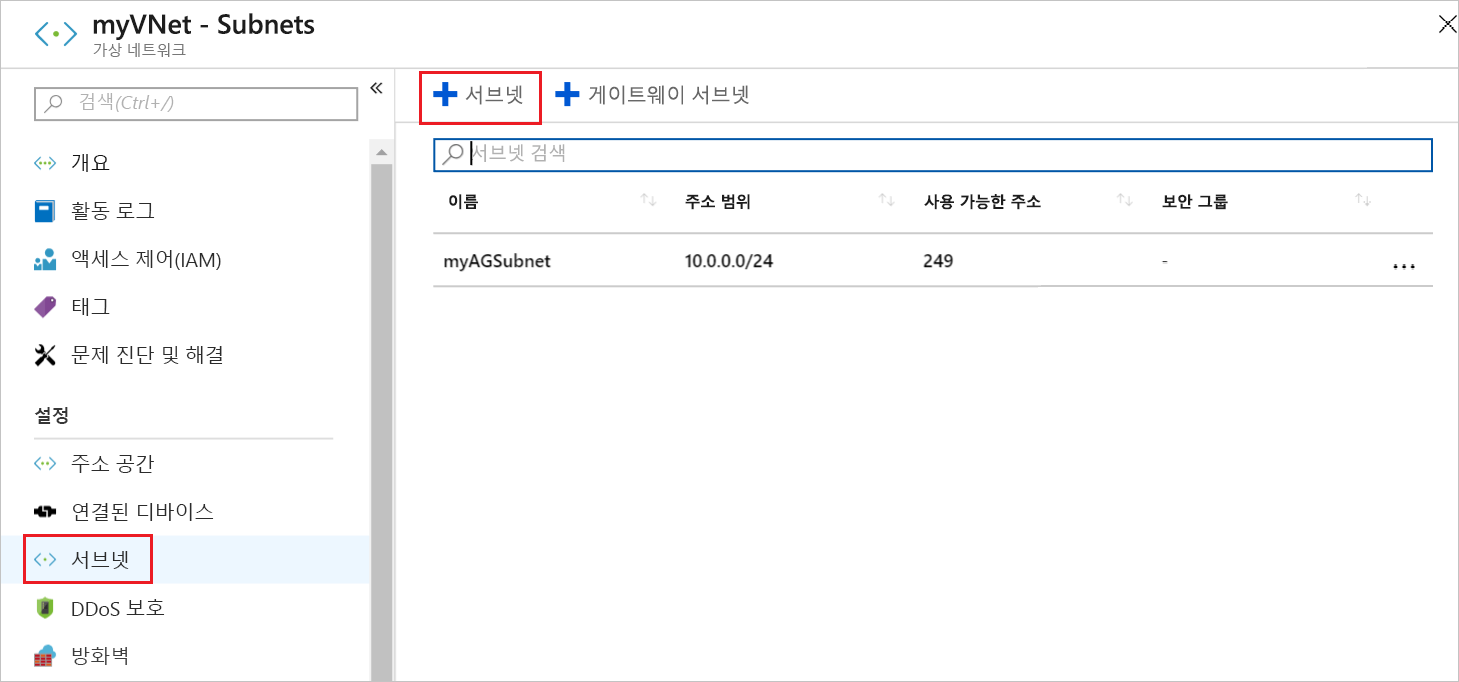 myVNet - Subnets
가상 네트워크
검색(Ctrl+/)
개요
활동 로그
액세스 제어(IAM)
태그
문제 진단 및 해결
설정
주소 공간
연결된 디바이스
서브넷
DDoS 보호
방화벽
서브넷 게이트웨이 서브넷
서브넷 검색
이름 주소 범위 사용 가능한 주소 보안 그룹
myAGSubnet 10.0.0.0/24 249 -